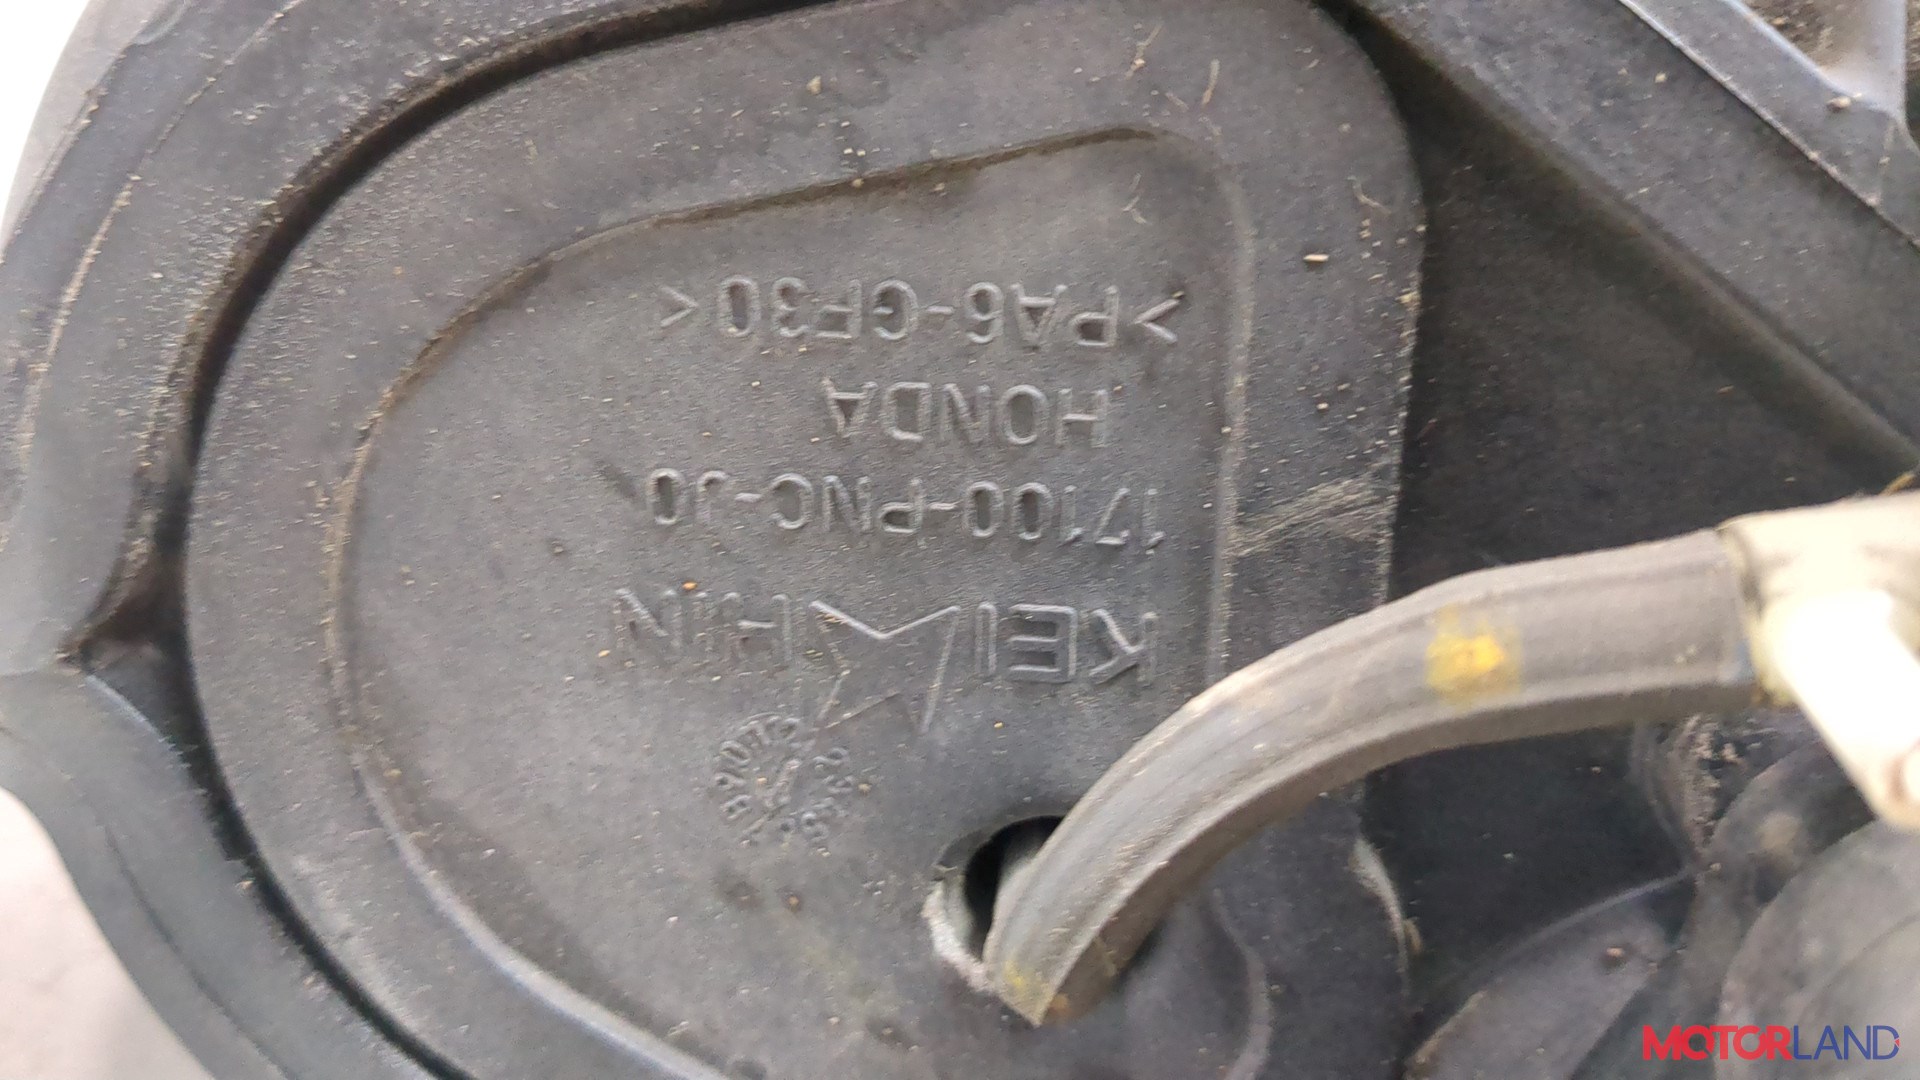 KEIHIN
17100-PNC-J0
HONDA
>PA6-GF30<
MOTORLAND